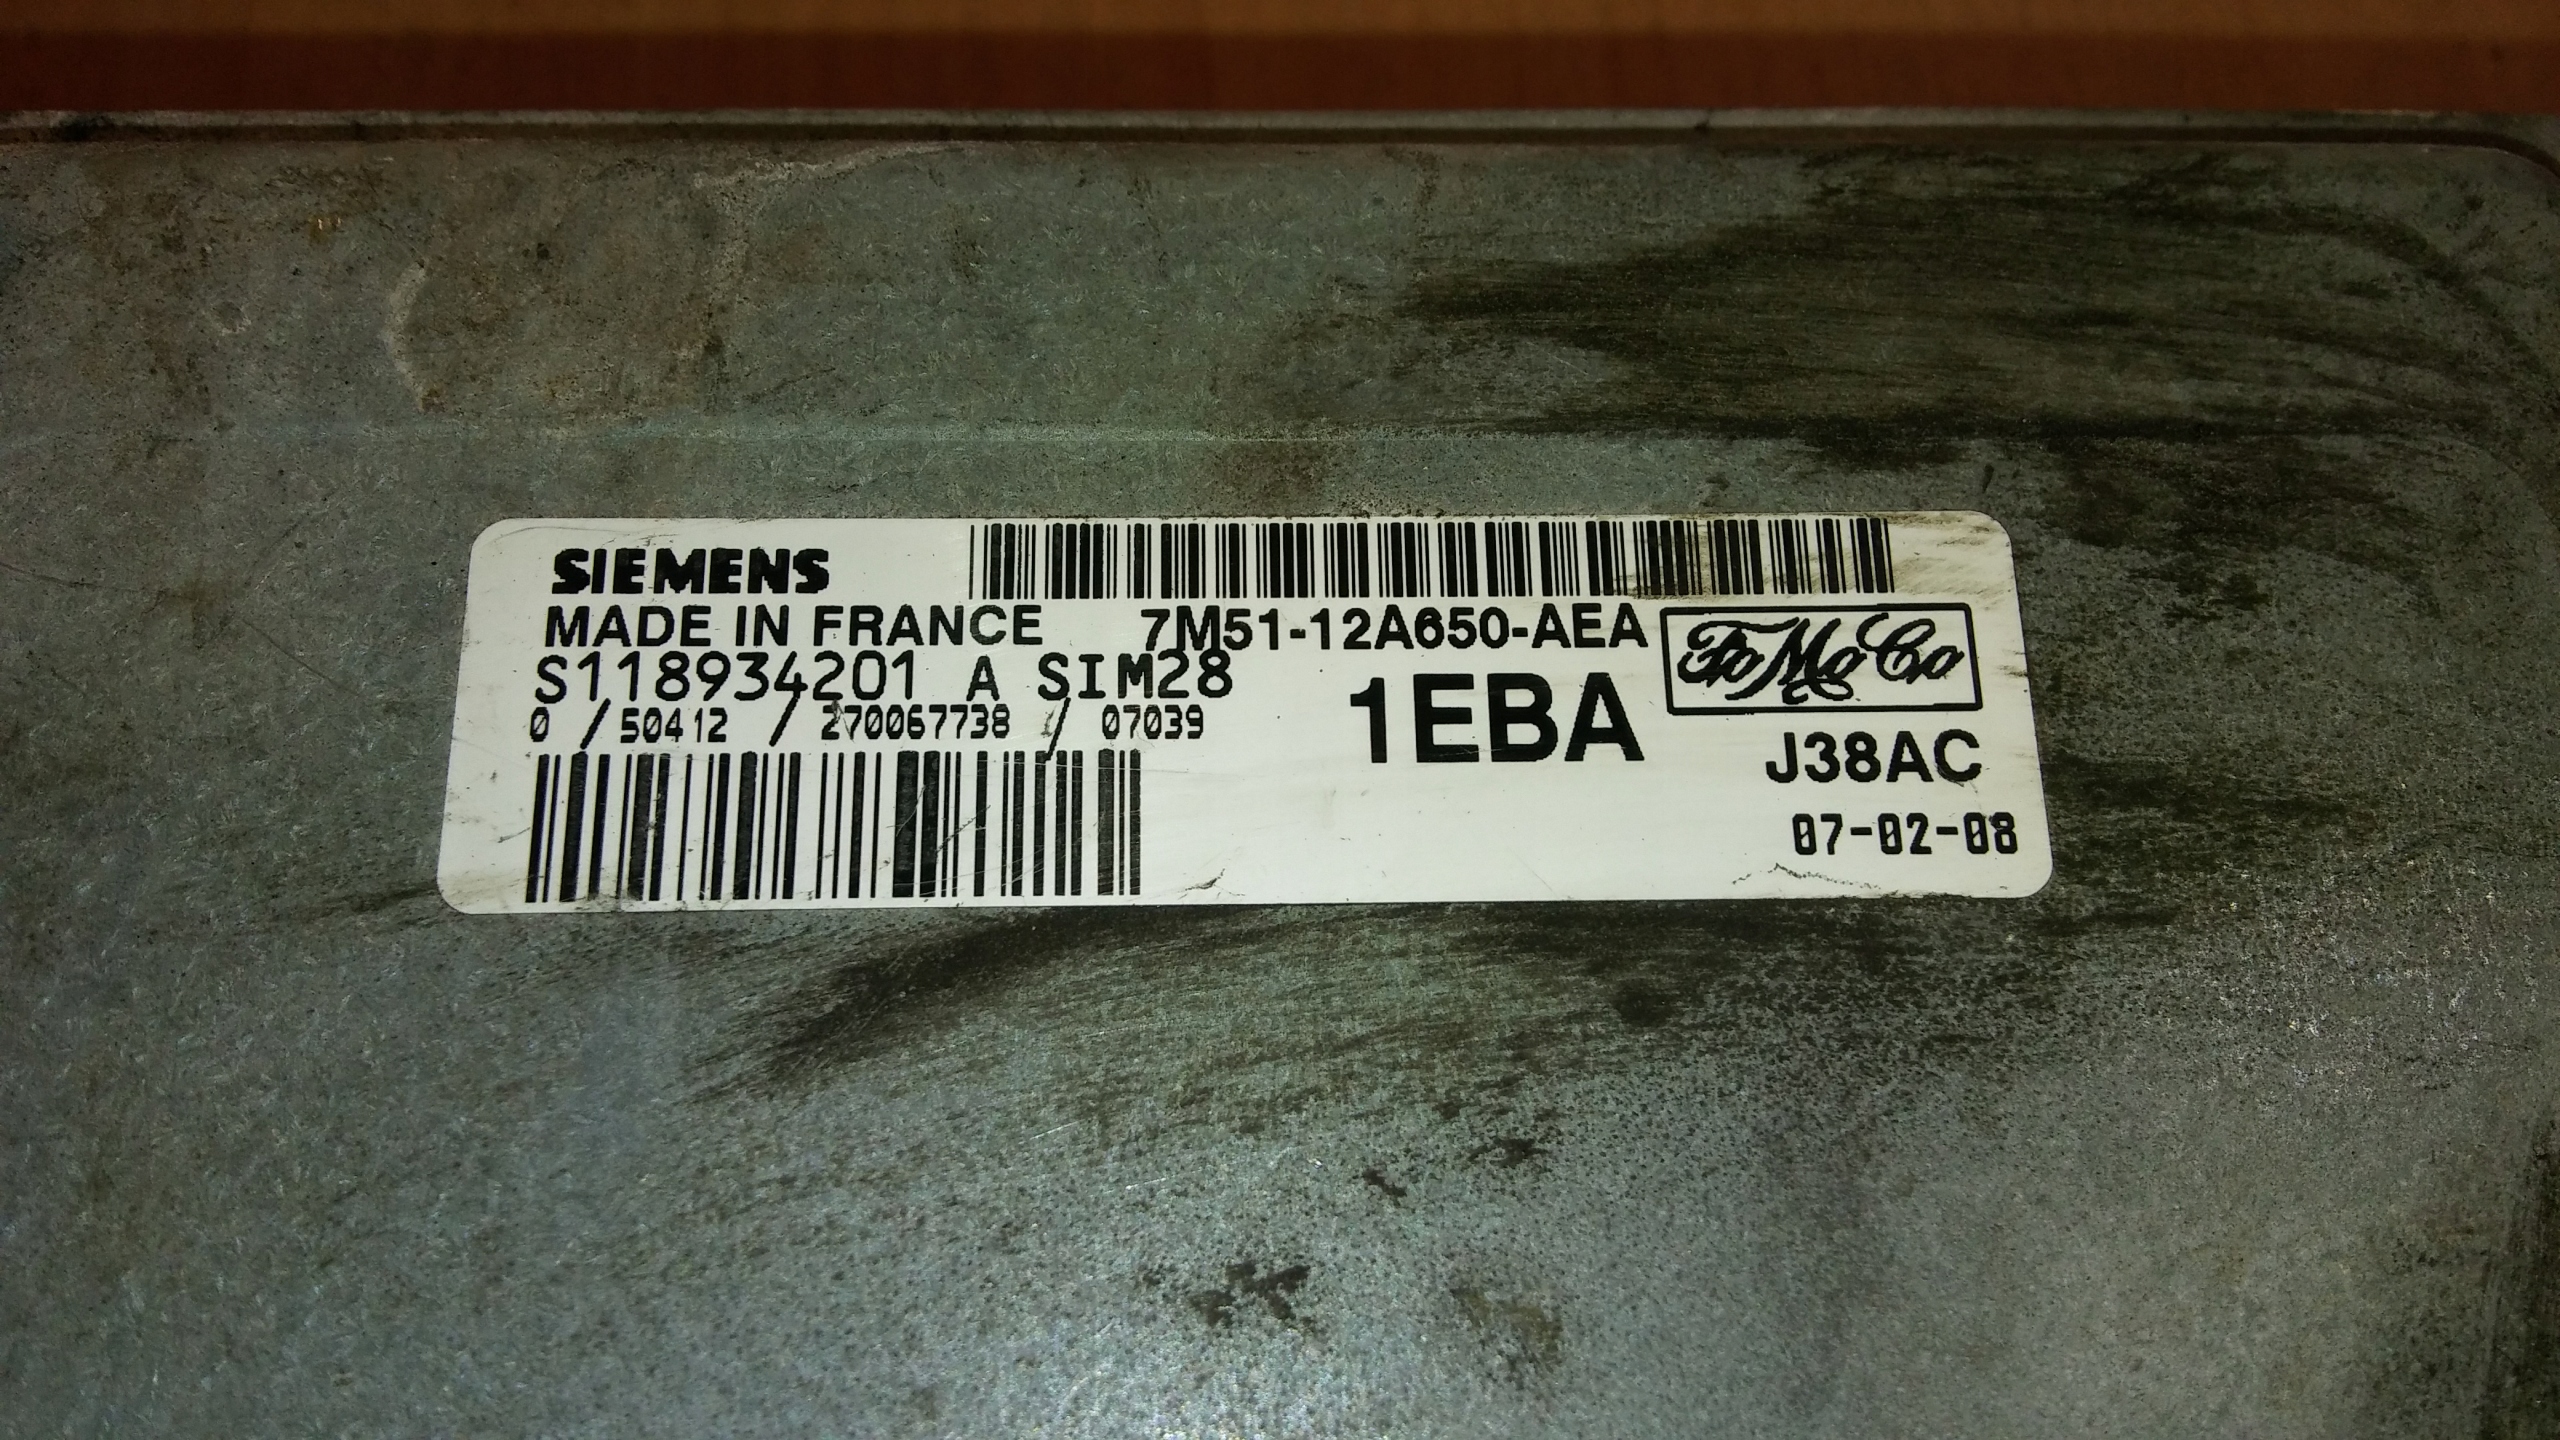 SIEMENS
MADE IN FRANCE 7M51-12A650-AEA
FoMoCo
S118934201 A SIM28
1EBA
0 / 50412 / 270067738 / 07039
J38AC
07-02-08